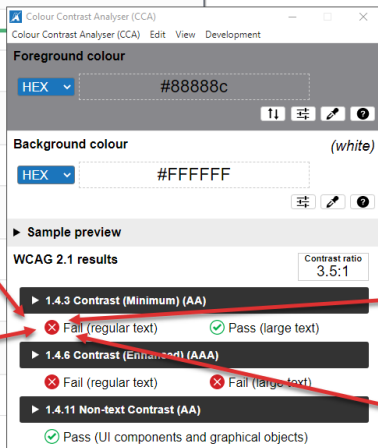 Colour Contrast Analyser (CCA)
Colour Contrast Analyser (CCA) Edit View Development
Foreground colour
HEX #88888c
Background colour (white)
HEX #FFFFFF
Sample preview
WCAG 2.1 results
Contrast ratio
3.5:1
1.4.3 Contrast (Minimum) (AA)
Fail (regular text) Pass (large text)
1.4.6 Contrast (Enhanced) (AAA)
Fail (regular text) Fail (large text)
1.4.11 Non-text Contrast (AA)
Pass (UI components and graphical objects)